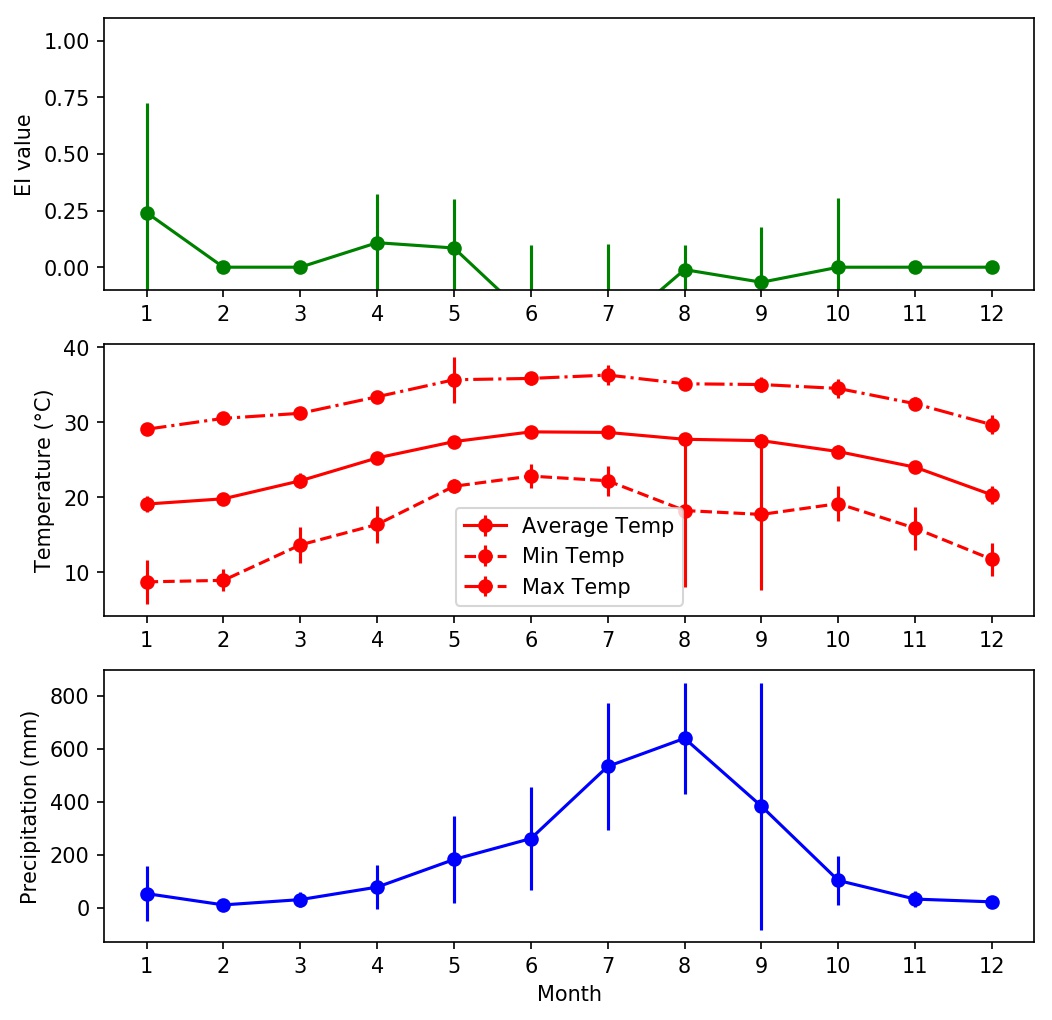 EI value
1.00
0.75
0.50
0.25
0.00
1 2 3 4 5 6 7 8 9 10 11 12
Temperature (°C)
40
30
20
10
Average Temp
Min Temp
Max Temp
1 2 3 4 5 6 7 8 9 10 11 12
Precipitation (mm)
800
600
400
200
0
1 2 3 4 5 6 7 8 9 10 11 12
Month